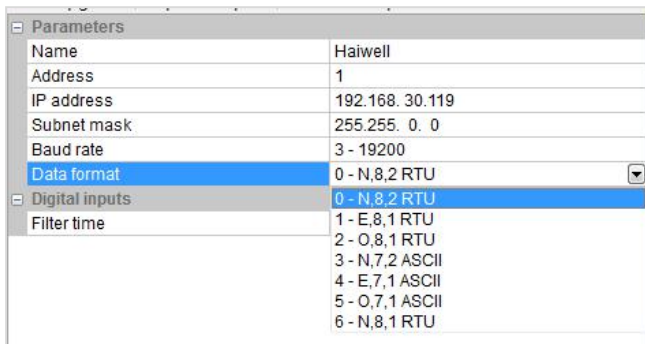 Parameters
Name Haiwell
Address 1
IP address 192.168. 30.119
Subnet mask 255.255. 0. 0
Baud rate 3 - 19200
Data format 0 - N,8,2 RTU
Digital inputs 0 - N,8,2 RTU
Filter time 1 - E,8,1 RTU
2 - O,8,1 RTU
3 - N,7,2 ASCII
4 - E,7,1 ASCII
5 - O,7,1 ASCII
6 - N,8,1 RTU